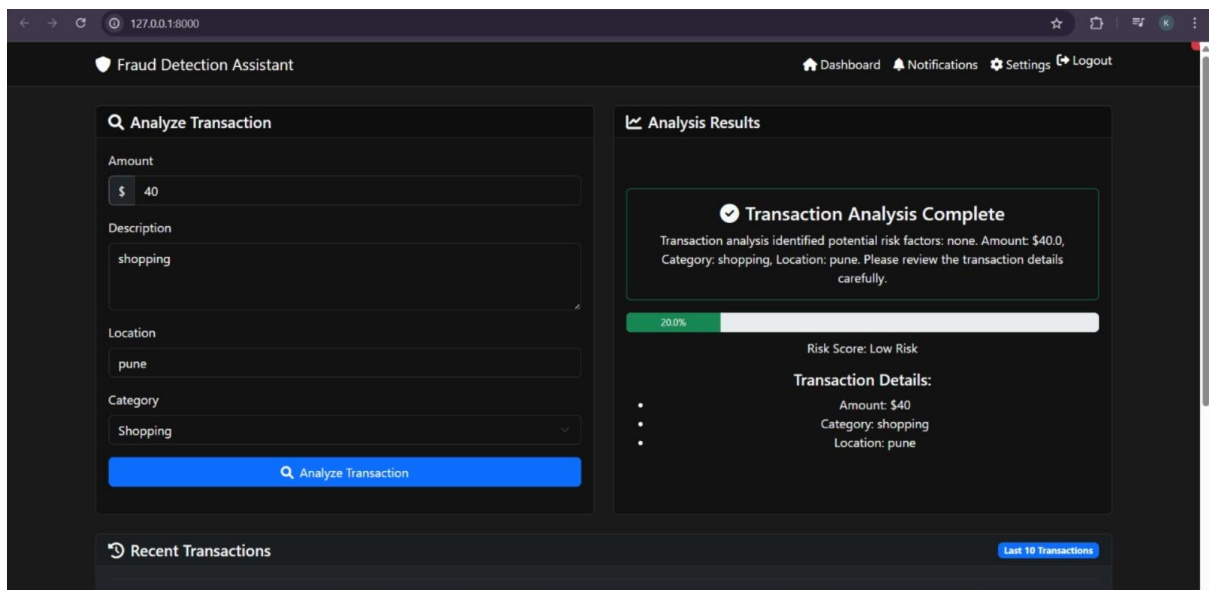 127.0.0.1:8000
K
Fraud Detection Assistant
Dashboard Notifications Settings Logout
Analyze Transaction
Amount
$ 40
Description
shopping
Location
pune
Category
Shopping
Analyze Transaction
Analysis Results
Transaction Analysis Complete
Transaction analysis identified potential risk factors: none. Amount: $40.0,
Category: shopping, Location: pune. Please review the transaction details
carefully.
20.0%
Risk Score: Low Risk
Transaction Details:
Amount: $40
Category: shopping
Location: pune
Recent Transactions
Last 10 Transactions